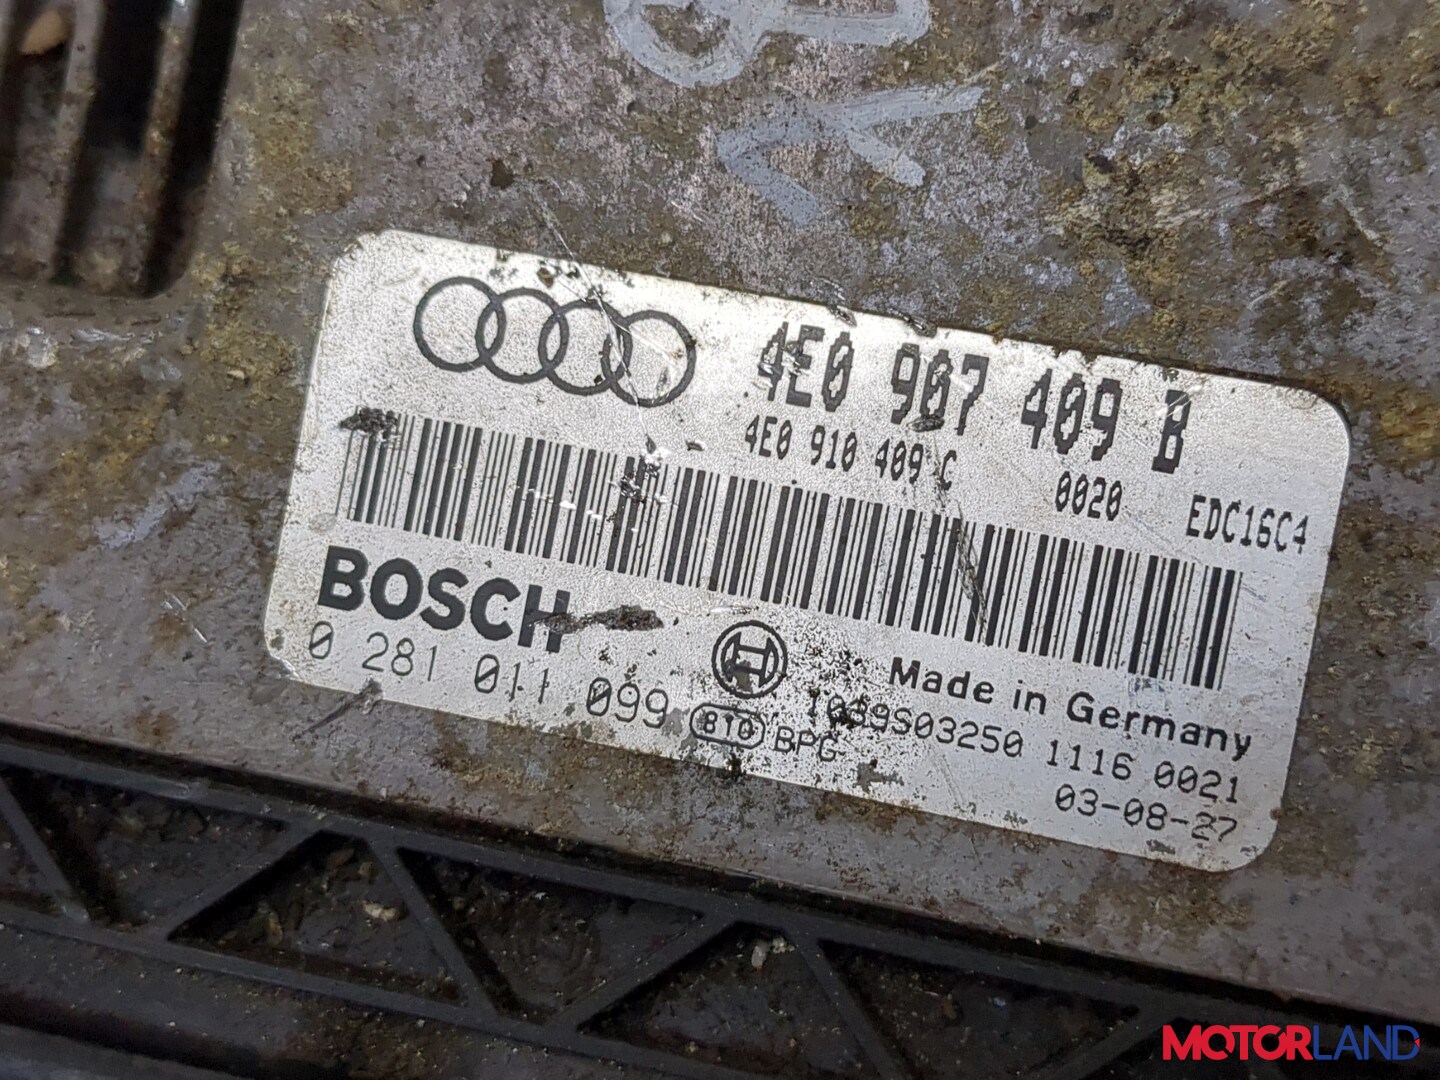 4E0 907 409 B
4E0 910 409 C 0020 EDC16C4
BOSCH
0 281 011 099
Made in Germany
BTO BPG 1039S03250 1116 0021
03-08-27
MOTORLAND